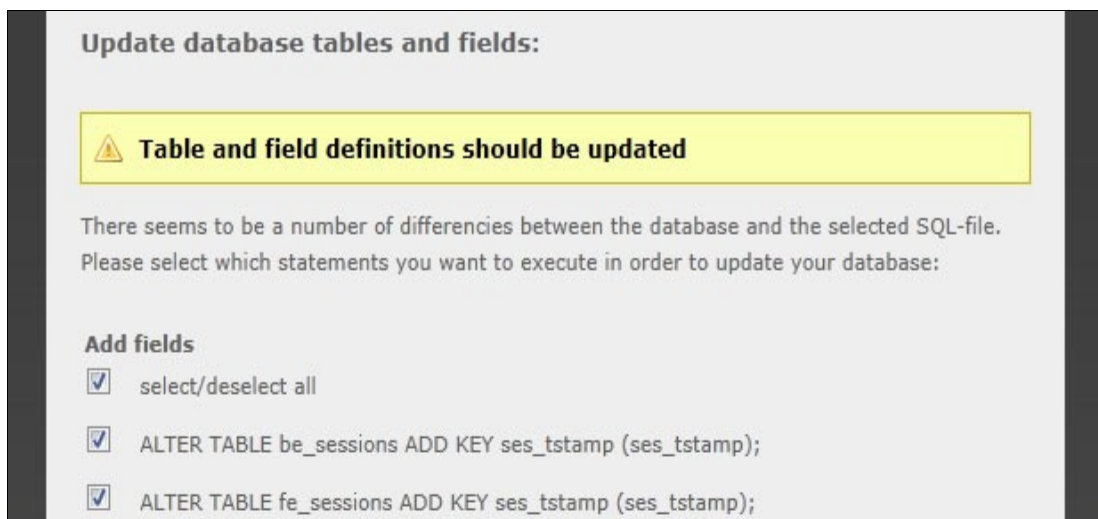 Update database tables and fields:
Table and field definitions should be updated
There seems to be a number of differencies between the database and the selected SQL-file.
Please select which statements you want to execute in order to update your database:
Add fields
select/deselect all
ALTER TABLE be_sessions ADD KEY ses_tstamp (ses_tstamp);
ALTER TABLE fe_sessions ADD KEY ses_tstamp (ses_tstamp);